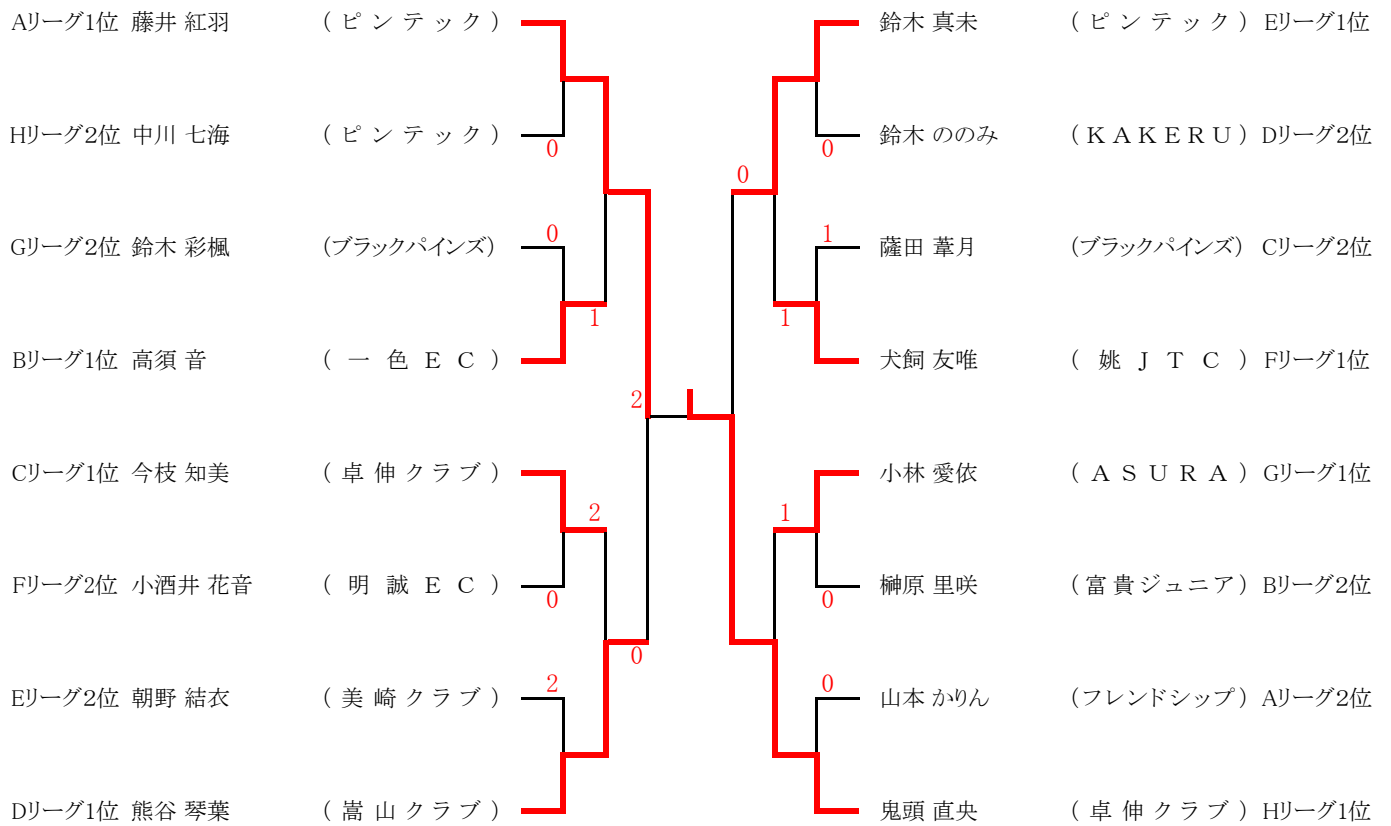 Aリーグ1位 藤井 紅羽 (ピンテック) 鈴木 真未 (ピンテック) Eリーグ1位
Hリーグ2位 中川 七海 (ピンテック) 鈴木 ののみ (KAKERU) Dリーグ2位
0 0
0
Gリーグ2位 鈴木 彩楓 (ブラックパインズ) 0 1 薩田 葦月 (ブラックパインズ) Cリーグ2位
1 1
Bリーグ1位 高須 音 (一色EC) 犬飼 友唯 (姚JTC) Fリーグ1位
2
Cリーグ1位 今枝 知美 (卓伸クラブ) 小林 愛依 (ASURA) Gリーグ1位
2 1
Fリーグ2位 小酒井 花音 (明誠EC) 榊原 里咲 (富貴ジュニア) Bリーグ2位
0 0
0
Eリーグ2位 朝野 結衣 (美崎クラブ) 2 0 山本 かりん (フレンドシップ) Aリーグ2位
Dリーグ1位 熊谷 琴葉 (嵩山クラブ) 鬼頭 直央 (卓伸クラブ) Hリーグ1位